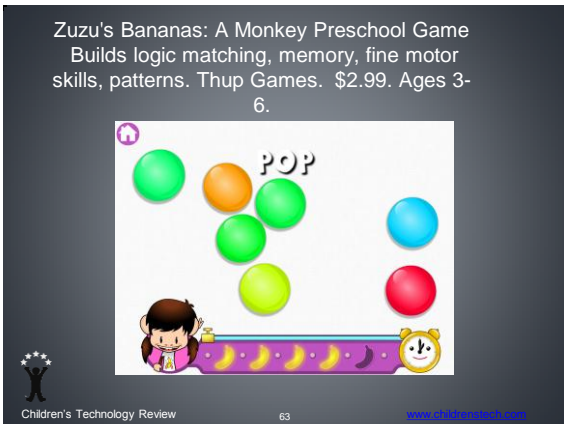 Zuzu's Bananas: A Monkey Preschool Game
Builds logic matching, memory, fine motor
skills, patterns. Thup Games.  $2.99. Ages 3-
6.
POP
Children's Technology Review
63
www.childrenstech.com